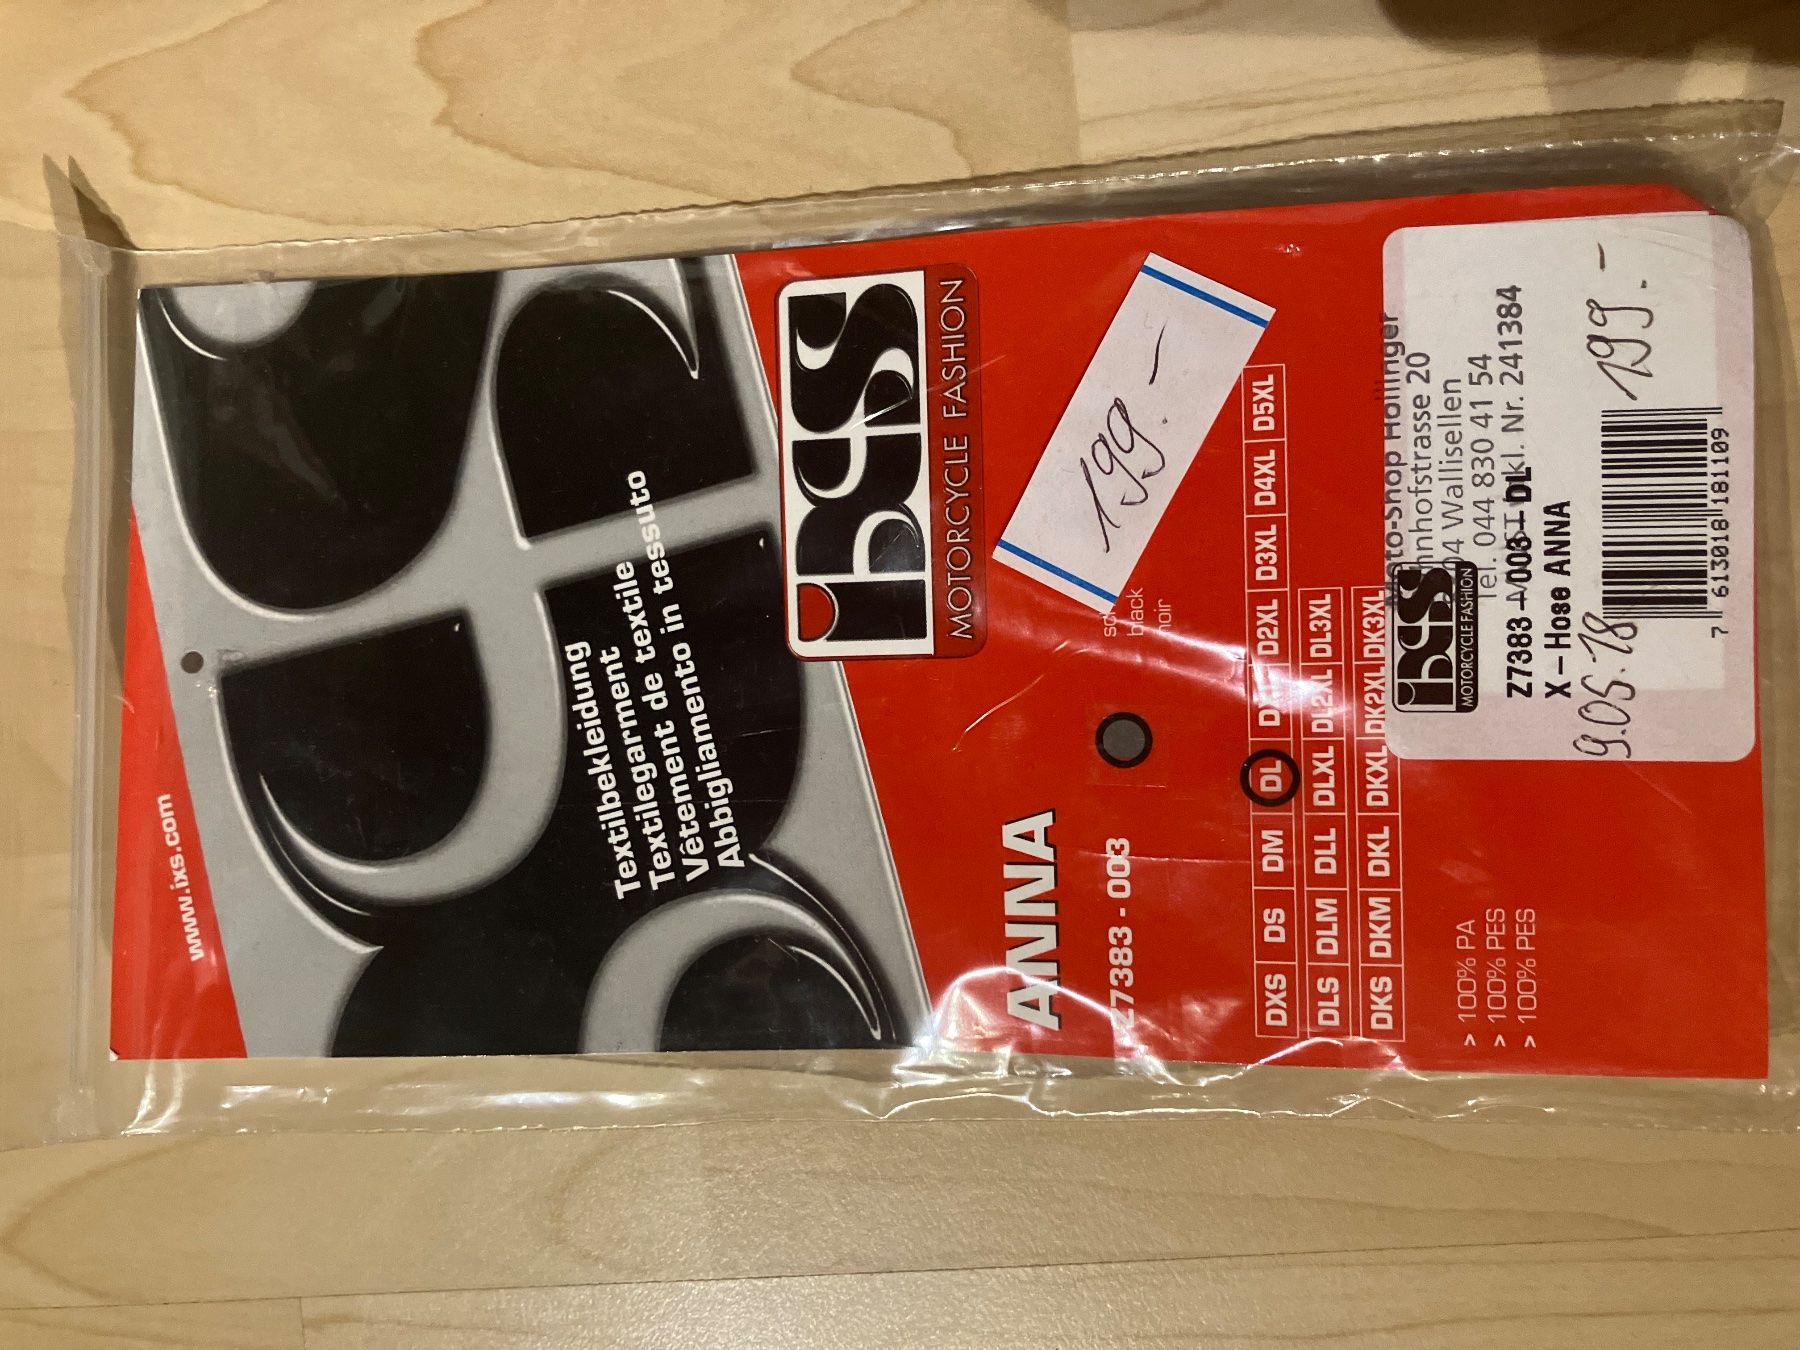 www.ixs.com
Textilbekleidung
Textilegarment
Vêtement de textile
Abbigliamento in tessuto
ixs
MOTORCYCLE FASHION
199.-
ANNA
Z7383 - 003
black
noir
DXS DS DM DL D2XL D3XL D4XL D5XL
DLS DLM DLL DLXL DL2XL DL3XL
DKS DKM DKL DKXL DK2XL DK3XL
> 100% PA
> 100% PES
> 100% PES
Moto-Shop Hollinger
Wallisellen
Tel. 044 830 41 54
Nr. 241384
ixs
MOTORCYCLE FASHION
Z7383 - 003 - DL
X - Hose ANNA
9.05.18
199.-
7 613018 181109